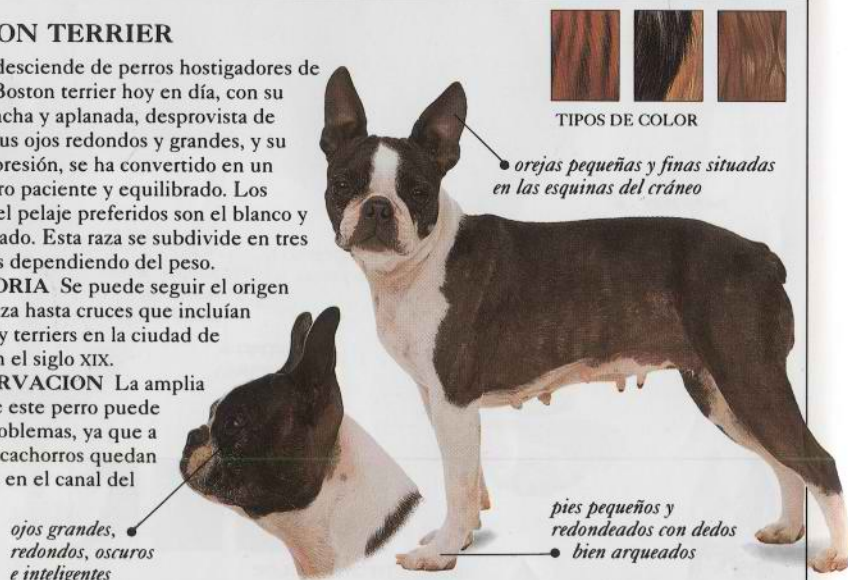 ON TERRIER
desciende de perros hostigadores de
Boston terrier hoy en día, con su
cha y aplanada, desprovista de
us ojos redondos y grandes, y su
presión, se ha convertido en un
ro paciente y equilibrado. Los
el pelaje preferidos son el blanco y
ado. Esta raza se subdivide en tres
s dependiendo del peso.
ORIA Se puede seguir el origen
za hasta cruces que incluían
y terriers en la ciudad de
n el siglo XIX.
RVACION La amplia
e este perro puede
oblemas, ya que a
cachorros quedan
en el canal del
ojos grandes,
redondos, oscuros
e inteligentes
TIPOS DE COLOR
orejas pequeñas y finas situadas
en las esquinas del cráneo
pies pequeños y
redondeados con dedos
bien arqueados